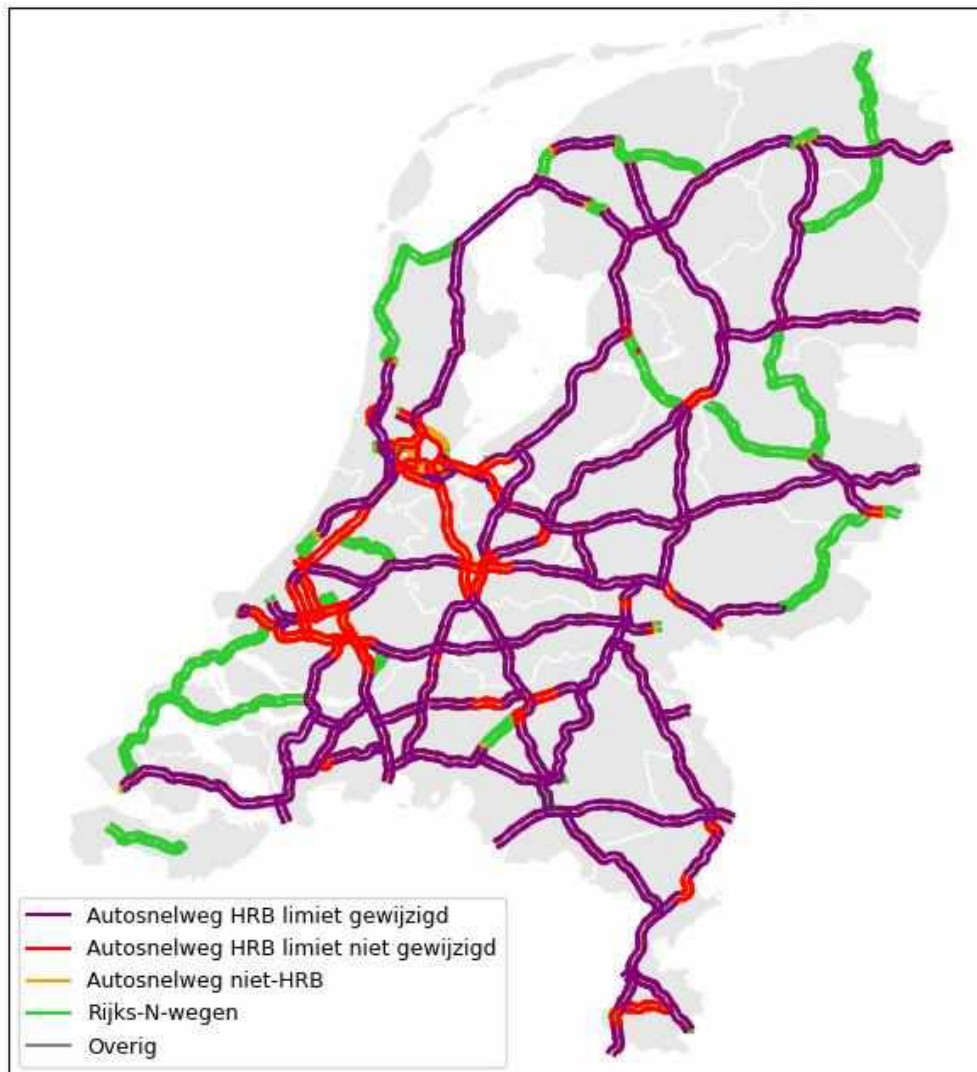 Autosnelweg HRB limiet gewijzigd
Autosnelweg HRB limiet niet gewijzigd
Autosnelweg niet-HRB
Rijks-N-wegen
Overig